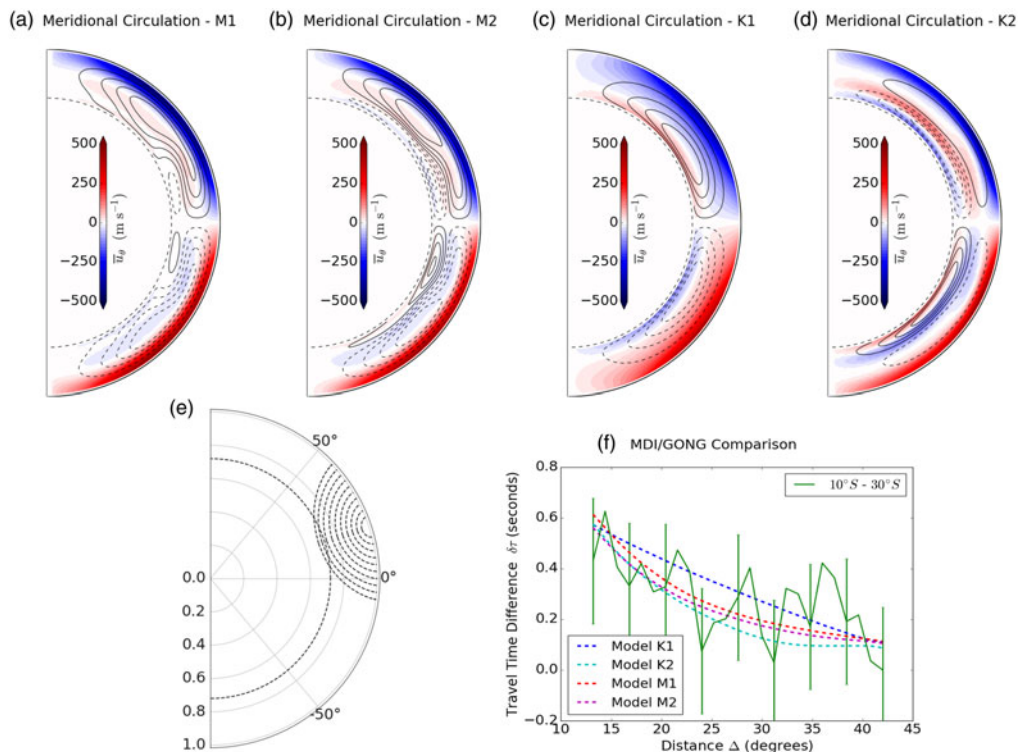 (a) Meridional Circulation - M1
(b) Meridional Circulation - M2
(c) Meridional Circulation - K1
(d) Meridional Circulation - K2
500
250
0
−250
−500
u̅θ (m s⁻¹)
500
250
0
−250
−500
u̅θ (m s⁻¹)
500
250
0
−250
−500
u̅θ (m s⁻¹)
500
250
0
−250
−500
u̅θ (m s⁻¹)
(e)
50°
0°
-50°
0.0
0.2
0.4
0.6
0.8
1.0
(f) MDI/GONG Comparison
Travel Time Difference δτ (seconds)
0.8
0.6
0.4
0.2
0.0
−0.2
10°S - 30°S
Model K1
Model K2
Model M1
Model M2
10 15 20 25 30 35 40 45
Distance Δ (degrees)